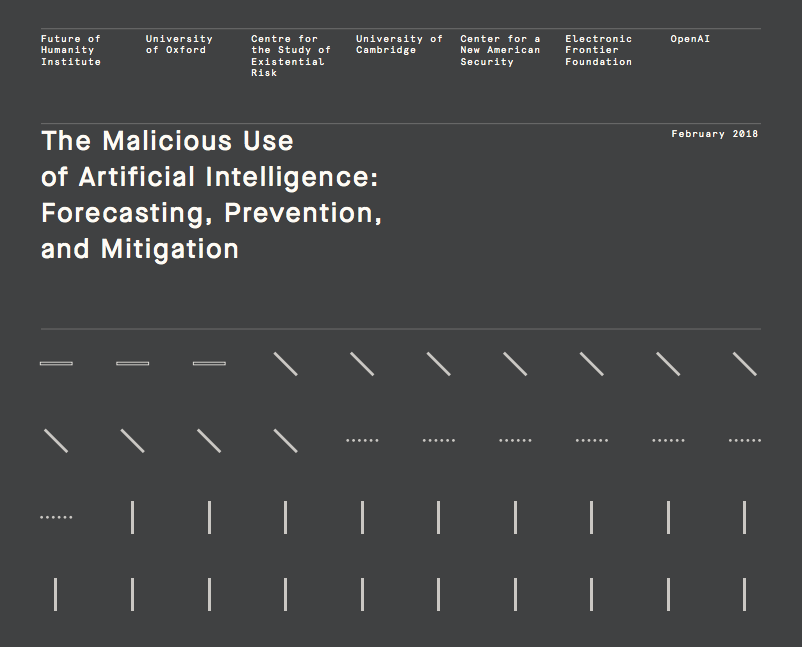 Future of
Humanity
Institute
University
of Oxford
Centre for
the Study of
Existential
Risk
University of
Cambridge
Center for a
New American
Security
Electronic
Frontier
Foundation
OpenAI
February 2018
The Malicious Use
of Artificial Intelligence:
Forecasting, Prevention,
and Mitigation